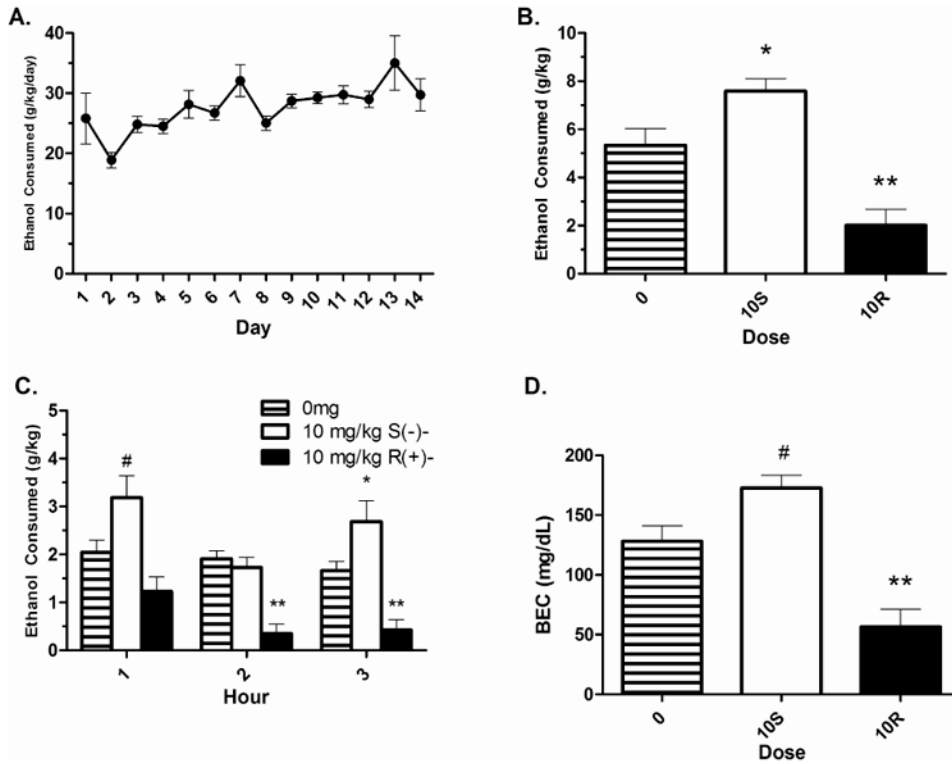 A.
Ethanol Consumed (g/kg/day)
40
30
20
10
0
1 2 3 4 5 6 7 8 9 10 11 12 13 14
Day
B.
Ethanol Consumed (g/kg)
10
8
6
4
2
0
*
**
0 10S 10R
Dose
C.
Ethanol Consumed (g/kg)
5
4
3
2
1
0
0mg
10 mg/kg S(-)-
10 mg/kg R(+)-
#
*
**
**
1 2 3
Hour
D.
BEC (mg/dL)
200
150
100
50
0
#
**
0 10S 10R
Dose